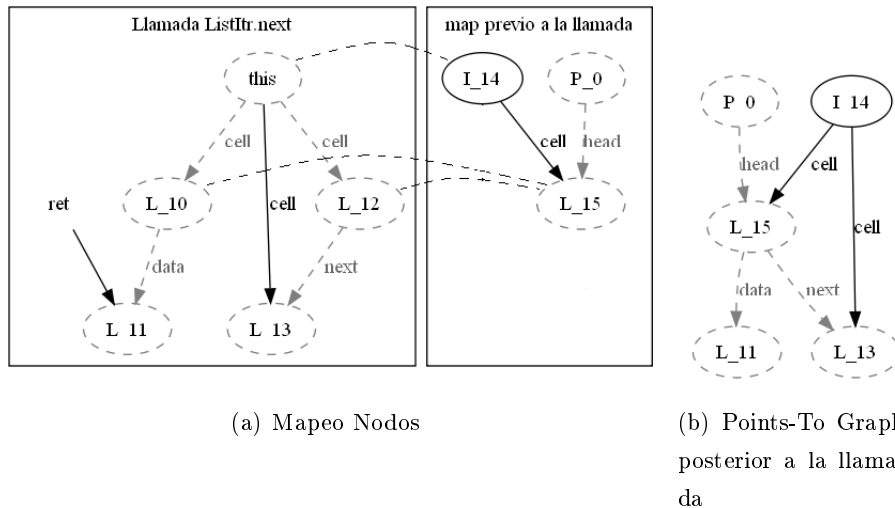 Llamada ListItr.next
map previo a la llamada
this
I_14
P_0
cell
cell
cell
head
ret
L_10
cell
L_12
L_15
data
next
L_11
L_13
P_0
I_14
head
cell
L_15
cell
data
next
L_11
L_13
(a) Mapeo Nodos
(b) Points-To Grap
posterior a la llama
da